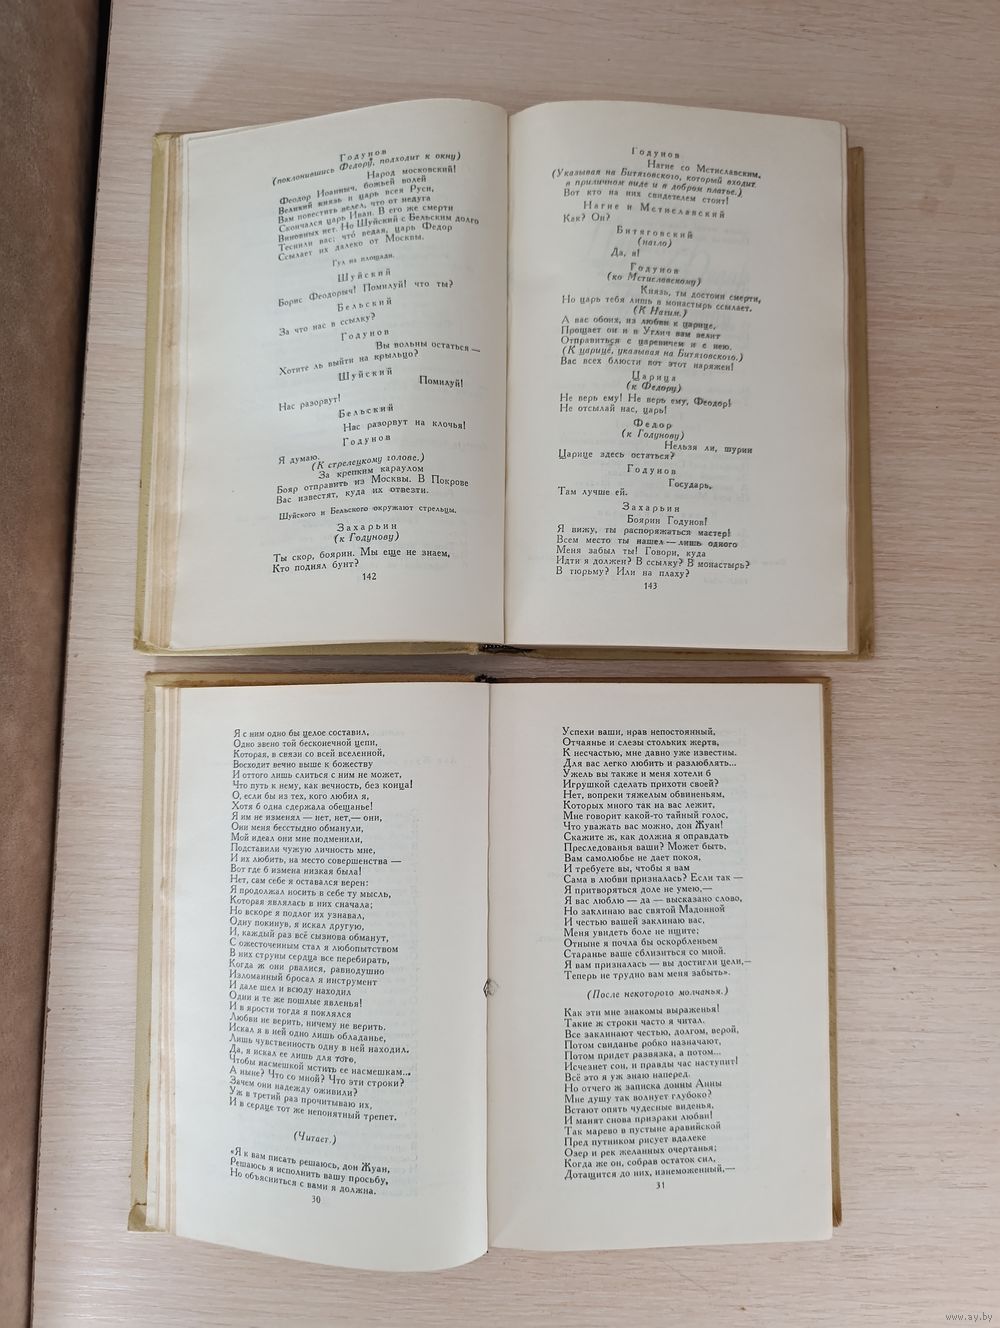 Годунов
(поклонившись Федору, подходит к окну)
Народ московский!
Феодор Иоанныч, божьей волей
Великий князь и царь всея Руси,
Вам повестить велел, что от недуга
Скончался царь Иван. В его же смерти
Виновных нет. Но Шуйский с Бельским долго
Теснили вас; что́ ведая, царь Федор
Ссылает их далеко от Москвы.
Гул на площади.
Шуйский
Борис Феодорыч! Помилуй! что ты?
Бельский
За что нас в ссылку?
Годунов
Вы вольны остаться —
Хотите ль выйти на крыльцо?
Шуйский
Помилуй!
Нас разорвут!
Бельский
Нас разорвут на клочья!
Годунов
Я думаю.
(К стрелецкому голове.)
За крепким караулом
Бояр отправить из Москвы. В Покрове
Вас известят, куда их отвезти.
Шуйского и Бельского окружают стрельцы.
Захарьин
(к Годунову)
Ты скор, боярин. Мы еще не знаем,
Кто поднял бунт?
142
Годунов
Нагие со Мстиславским,
(Указывая на Битяговского, который входит
в приличном виде и в добром платье.)
Вот кто на них свидетелем стоит!
Нагие и Мстиславский
Как? Он?
Битяговский
(нагло)
Да, я!
Годунов
(ко Мстиславскому)
Князь, ты достоин смерти,
Но царь тебя лишь в монастырь ссылает.
(К Нагим.)
А вас обоих, из любви к царице,
Прощает он и в Углич вам велит
Отправиться с царевичем и с нею.
(К царице, указывая на Битяговского.)
Вас всех блюсти вот этот наряжен!
Царица
(к Федору)
Не верь ему! Не верь ему, Феодор!
Не отсылай нас, царь!
Федор
(к Годунову)
Нельзя ли, шурин
Царице здесь остаться?
Годунов
Государь,
Там лучше ей.
Захарьин
Боярин Годунов!
Я вижу, ты распоряжаться мастер!
Всем место ты нашел — лишь одного
Меня забыл ты! Говори, куда
Идти я должен? В ссылку? В монастырь?
В тюрьму? Или на плаху?
143
Я с ним одно бы целое составил,
Одно звено той бесконечной цепи,
Которая, в связи со всей вселенной,
Восходит вечно выше к божеству
И оттого лишь слиться с ним не может,
Что путь к нему, как вечность, без конца!
О, если бы из тех, кого любил я,
Хотя б одна сдержала обещанье!
Я им не изменял — нет, нет,— они,
Они меня бесстыдно обманули,
Мой идеал они мне подменили,
Подставили чужую личность мне,
И их любить, на место совершенства —
Вот где б измена низкая была!
Нет, сам себе я оставался верен:
Я продолжал носить в себе ту мысль,
Которая являлась в них сначала;
Но вскоре я подлог их узнавал,
Одну покинув, я искал другую,
И, каждый раз всё сызнова обманут,
С ожесточенным стал я любопытством
В них струны сердца все перебирать,
Когда ж они рвалися, равнодушно
Изломанный бросал я инструмент
И дале шел и всюду находил
Одни и те же пошлые явленья!
И в ярости тогда я поклялся
Любви не верить, ничему не верить.
Искал я в ней одно лишь обладанье,
Лишь чувственность одну в ней находил.
Да, я искал ее лишь для того,
Чтобы насмешкой мстить ее насмешкам...
А ныне? Что со мной? Что эти строки?
Зачем они надежду оживили?
Уж в третий раз прочитываю их,
И в сердце тот же непонятный трепет.
(Читает.)
«Я к вам писать решаюсь, дон Жуан,
Решаюсь я исполнить вашу просьбу,
Но объясниться с вами я должна.
30
Успехи ваши, нрав непостоянный,
Отчаянье и слезы стольких жертв,
К несчастью, мне давно уже известны.
Для вас легко любить и разлюблять...
Ужель вы также и меня хотели б
Игрушкой сделать прихоти своей?
Нет, вопреки тяжелым обвиненьям,
Которых много так на вас лежит,
Мне говорит какой-то тайный голос,
Что уважать вас можно, дон Жуан!
Скажите ж, как должна я оправдать
Преследованья ваши? Может быть,
Вам самолюбье не дает покоя,
И требуете вы, чтобы я вам
Сама в любви призналась? Если так —
Я притворяться доле не умею,—
Я вас люблю — да — высказано слово,
Но заклинаю вас святой Мадонной
И честью вашей заклинаю вас,
Меня увидеть боле не ищите;
Отныне я почла бы оскорбленьем
Старанье ваше сблизиться со мной.
Я вам призналась — вы достигли цели,—
Теперь не трудно вам меня забыть».
(После некоторого молчанья.)
Как эти мне знакомы выраженья!
Такие ж строки часто я читал.
Все заклинают честью, долгом, верой,
Потом свиданье робко назначают,
Потом придет развязка, а потом...
Исчезнет сон, и правды час наступит!
Всё это я уж знаю наперед.
Но отчего ж записка донны Анны
Мне душу так волнует глубоко?
Встают опять чудесные виденья,
И манят снова призраки любви!
Так марево в пустыне аравийской
Пред путником рисует вдалеке
Озер и рек желанных очертанья;
Когда же он, собрав остаток сил,
Дотащится до них, изнеможенный,—
31
www.ay.by